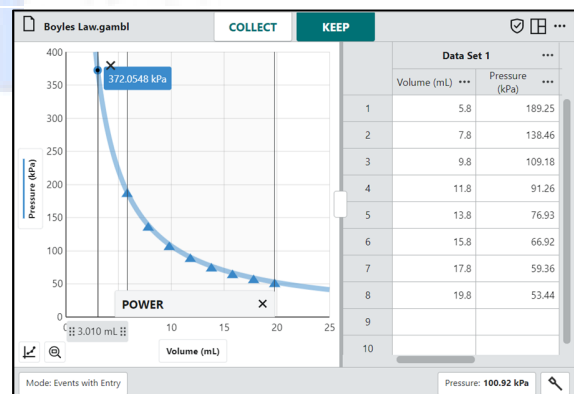 Boyles Law.gambl
COLLECT
KEEP
400
350
300
250
200
150
100
50
0
Pressure (kPa)
372.0548 kPa
POWER
3.010 mL
10
15
20
25
Volume (mL)
Data Set 1
Volume (mL) Pressure (kPa)
1 5.8 189.25
2 7.8 138.46
3 9.8 109.18
4 11.8 91.26
5 13.8 76.93
6 15.8 66.92
7 17.8 59.36
8 19.8 53.44
9
10
Mode: Events with Entry
Pressure: 100.92 kPa